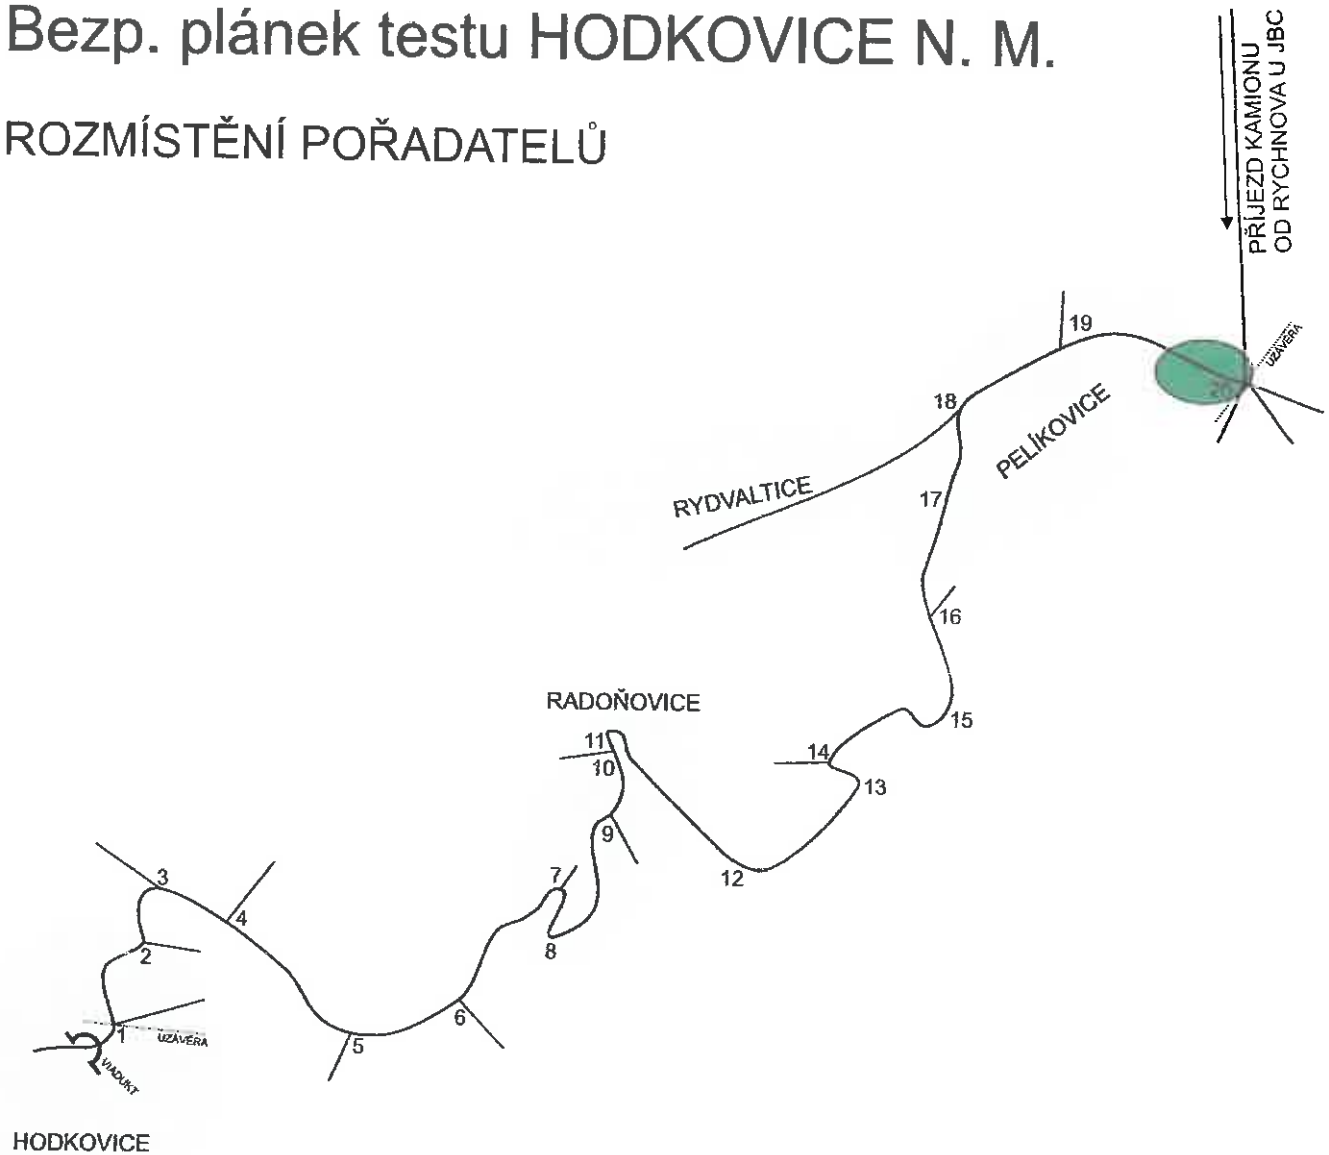 Bezp. plánek testu HODKOVICE N. M.
ROZMÍSTĚNÍ POŘADATELŮ
PŘÍJEZD KAMIONU
OD RYCHNOVA U JBC
19
UZÁVĚRA
20
18
PELÍKOVICE
RYDVALTICE
17
16
RADOŇOVICE
15
11
14
10
13
9
12
7
3
4
8
2
6
1
UZÁVĚRA
5
VIADUKT
HODKOVICE